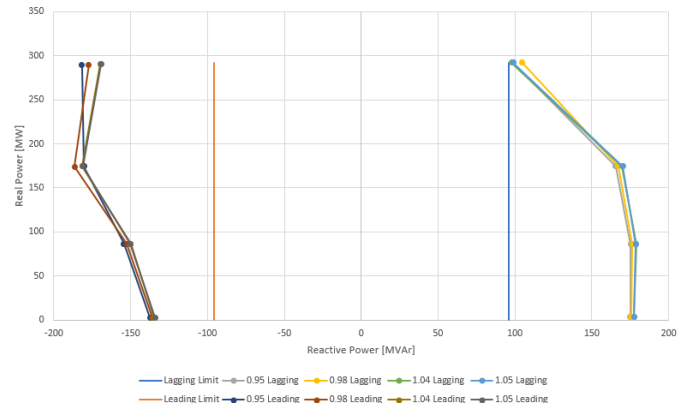 350
300
250
200
150
100
50
0
Real Power [MW]
-200 -150 -100 -50 0 50 100 150 200
Reactive Power [MVAr]
Lagging Limit 0.95 Lagging 0.98 Lagging 1.04 Lagging 1.05 Lagging
Leading Limit 0.95 Leading 0.98 Leading 1.04 Leading 1.05 Leading